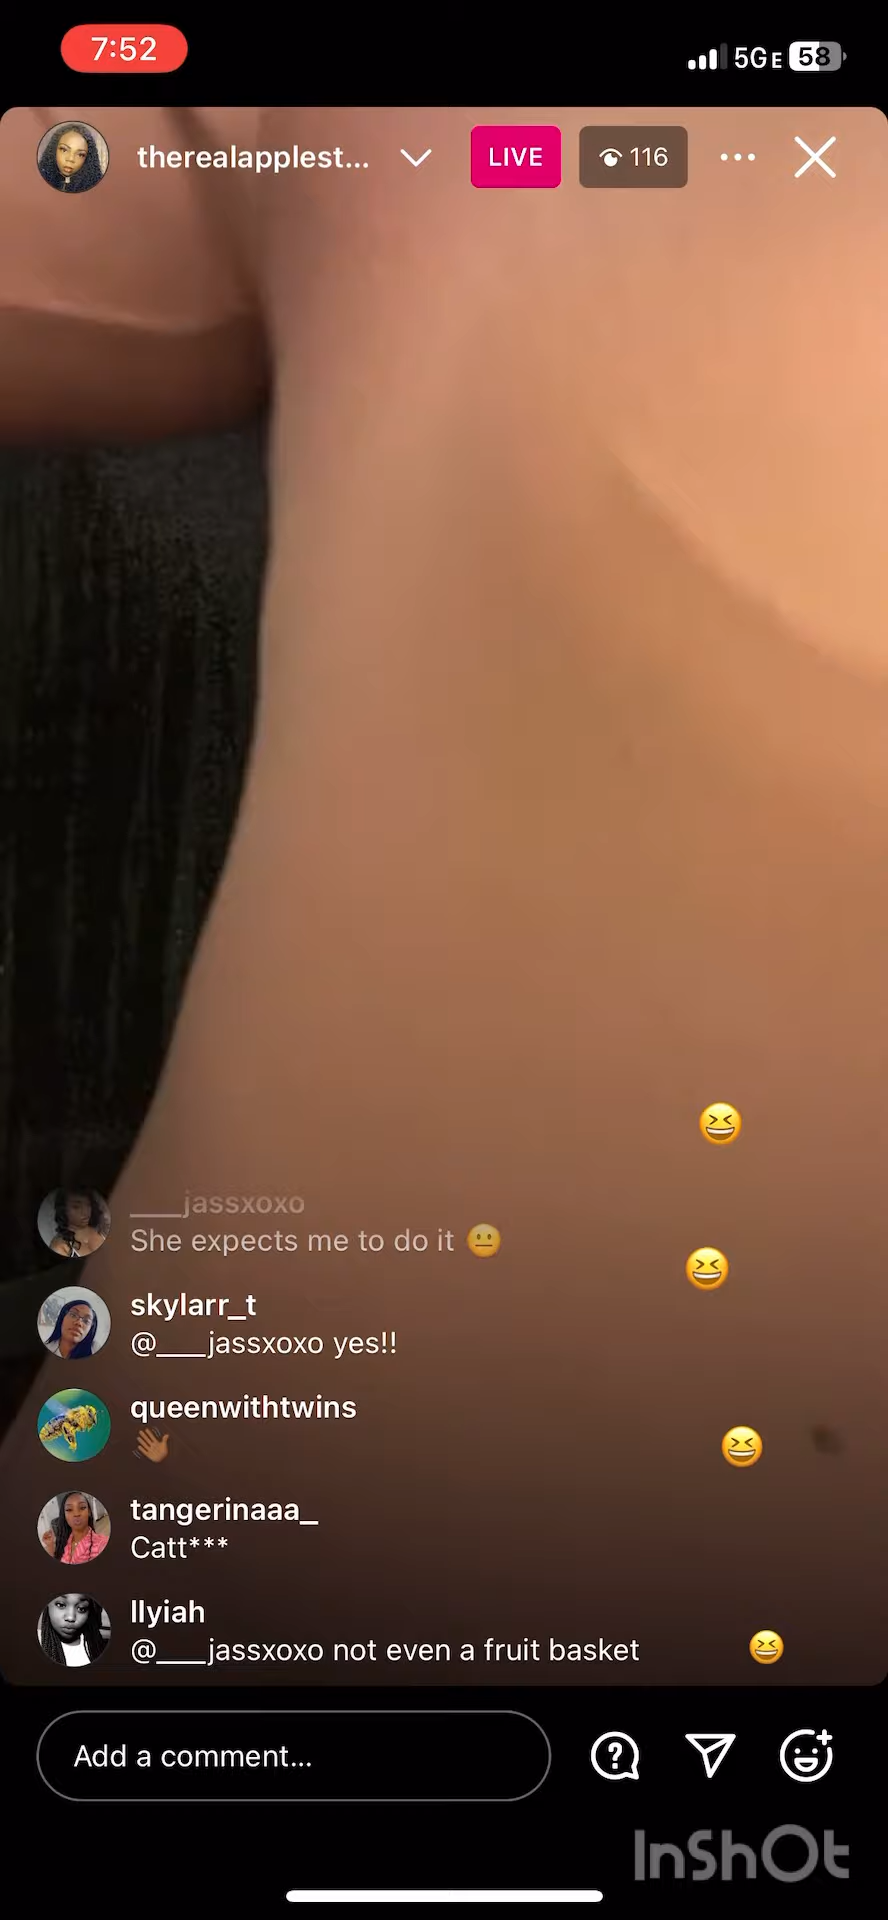 7:52
5GE 58
therealapplest... LIVE 116
___jassxoxo
She expects me to do it
skylarr_t
@___jassxoxo yes!!
queenwithtwins
tangerinaaa_
Catt***
llyiah
@___jassxoxo not even a fruit basket
Add a comment...
InShOt